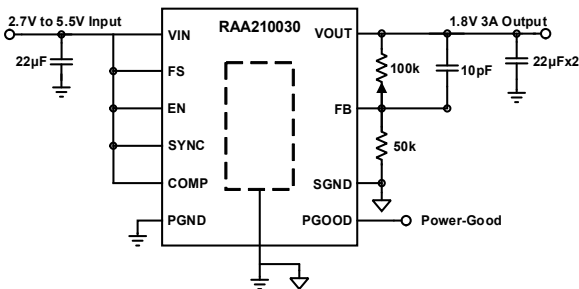 2.7V to 5.5V Input
RAA210030
1.8V 3A Output
VIN
VOUT
22µF
FS
100k
10pF
22µFx2
EN
FB
SYNC
50k
COMP
SGND
PGND
PGOOD
Power-Good